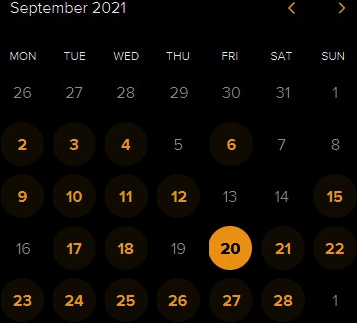 September 2021
MON TUE WED THU FRI SAT SUN
26 27 28 29 30 31 1
2 3 4 5 6 7 8
9 10 11 12 13 14 15
16 17 18 19 20 21 22
23 24 25 26 27 28 1